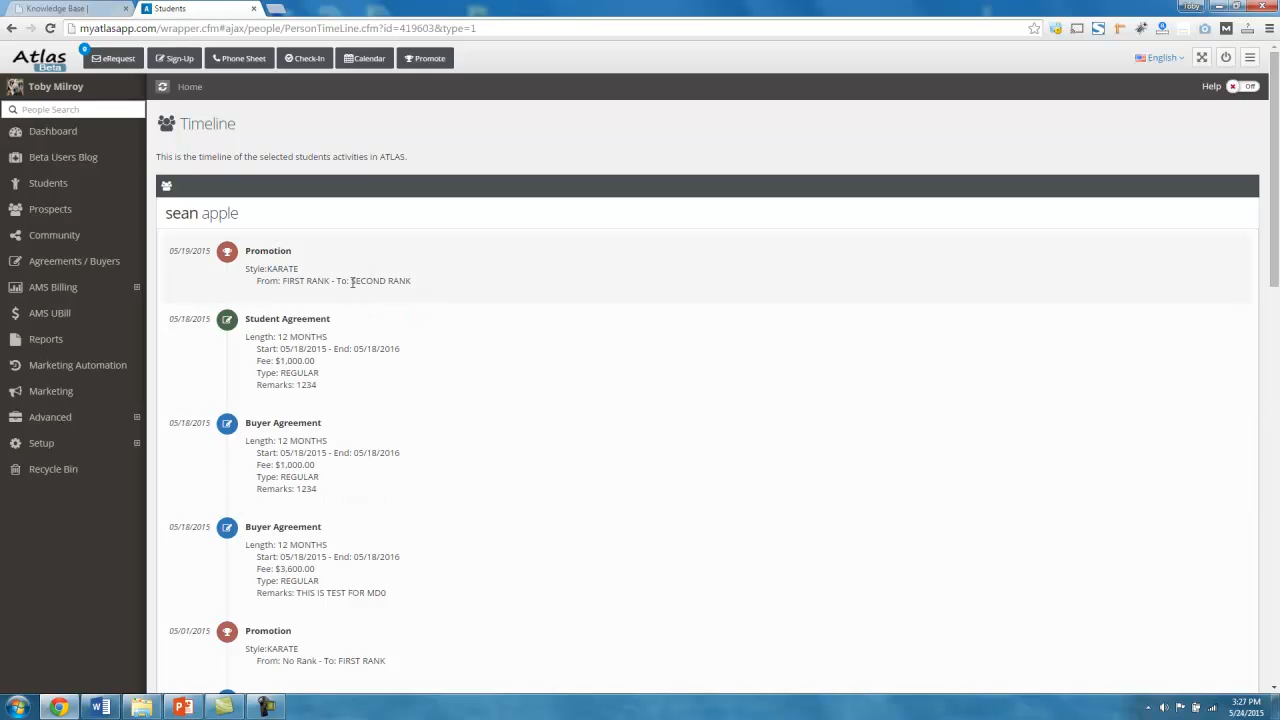 Knowledge Base |
Students
Toby
myatlasapp.com/wrapper.cfm#ajax/people/PersonTimeLine.cfm?id=419603&type=1
Atlas
Beta
0
eRequest
Sign-Up
Phone Sheet
Check-In
Calendar
Promote
English
Toby Milroy
Home
Help
Off
People Search
Dashboard
Beta Users Blog
Students
Prospects
Community
Agreements / Buyers
AMS Billing
AMS UBill
Reports
Marketing Automation
Marketing
Advanced
Setup
Recycle Bin
Timeline
This is the timeline of the selected students activities in ATLAS.
sean apple
05/19/2015
Promotion
Style:KARATE
From: FIRST RANK - To: SECOND RANK
05/18/2015
Student Agreement
Length: 12 MONTHS
Start: 05/18/2015 - End: 05/18/2016
Fee: $1,000.00
Type: REGULAR
Remarks: 1234
05/18/2015
Buyer Agreement
Length: 12 MONTHS
Start: 05/18/2015 - End: 05/18/2016
Fee: $1,000.00
Type: REGULAR
Remarks: 1234
05/18/2015
Buyer Agreement
Length: 12 MONTHS
Start: 05/18/2015 - End: 05/18/2016
Fee: $3,600.00
Type: REGULAR
Remarks: THIS IS TEST FOR MD0
05/01/2015
Promotion
Style:KARATE
From: No Rank - To: FIRST RANK
3:27 PM
5/24/2015